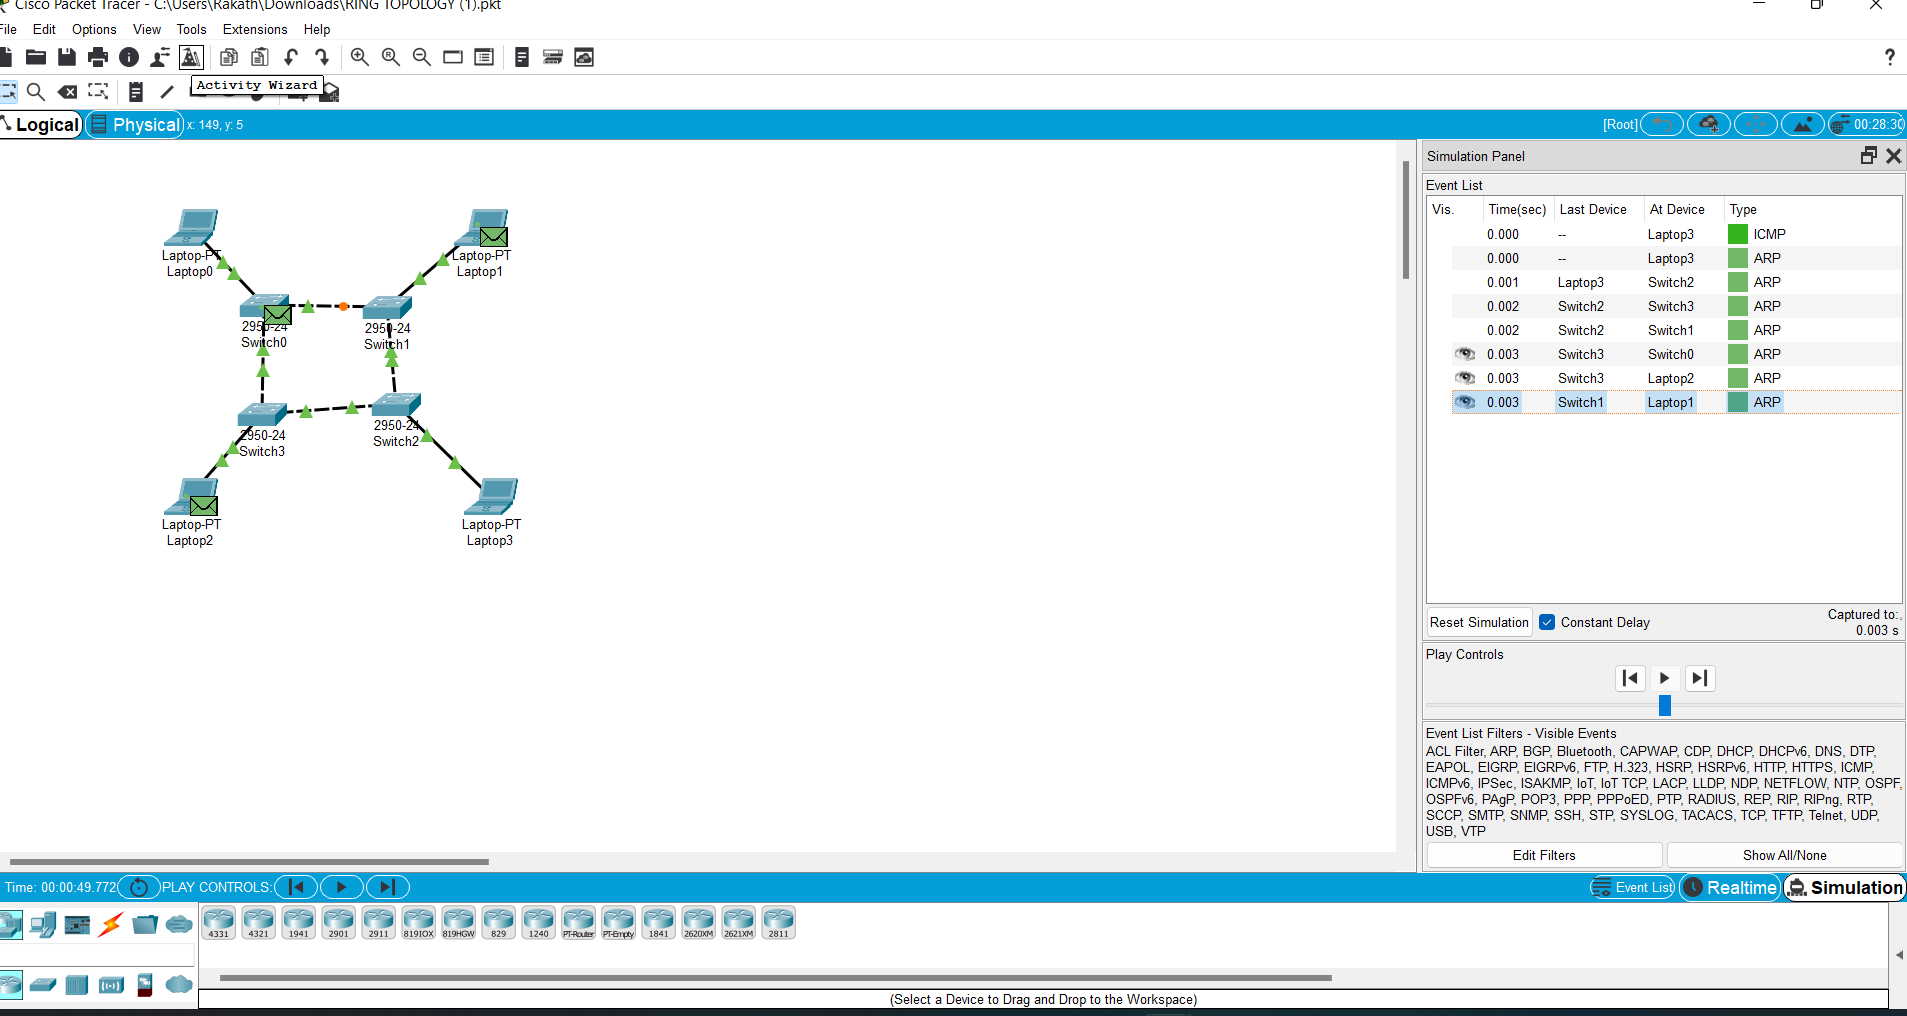 Cisco Packet Tracer - C:\Users\Rakath\Downloads\RING TOPOLOGY (1).pkt
File Edit Options View Tools Extensions Help
?
Activity Wizard
Logical Physical x: 149, y: 5 [Root] 00:28:30
Simulation Panel
Event List
Vis. Time(sec) Last Device At Device Type
0.000 -- Laptop3 ICMP
0.000 -- Laptop3 ARP
0.001 Laptop3 Switch2 ARP
0.002 Switch2 Switch3 ARP
0.002 Switch2 Switch1 ARP
0.003 Switch3 Switch0 ARP
0.003 Switch3 Laptop2 ARP
0.003 Switch1 Laptop1 ARP
Laptop-PT
Laptop0
Laptop-PT
Laptop1
2950-24
Switch0
2950-24
Switch1
2950-24
Switch3
2950-24
Switch2
Laptop-PT
Laptop2
Laptop-PT
Laptop3
Reset Simulation Constant Delay Captured to:
0.003 s
Play Controls
Event List Filters - Visible Events
ACL Filter, ARP, BGP, Bluetooth, CAPWAP, CDP, DHCP, DHCPv6, DNS, DTP,
EAPOL, EIGRP, EIGRPv6, FTP, H.323, HSRP, HSRPv6, HTTP, HTTPS, ICMP,
ICMPv6, IPSec, ISAKMP, IoT, IoT TCP, LACP, LLDP, NDP, NETFLOW, NTP, OSPF,
OSPFv6, PAgP, POP3, PPP, PPPoED, PTP, RADIUS, REP, RIP, RIPng, RTP,
SCCP, SMTP, SNMP, SSH, STP, SYSLOG, TACACS, TCP, TFTP, Telnet, UDP,
USB, VTP
Edit Filters Show All/None
Time: 00:00:49.772 PLAY CONTROLS: Event List Realtime Simulation
4331 4321 1941 2901 2911 819IOX 819HGW 829 1240 PT-Router PT-Empty 1841 2620XM 2621XM 2811
(Select a Device to Drag and Drop to the Workspace)